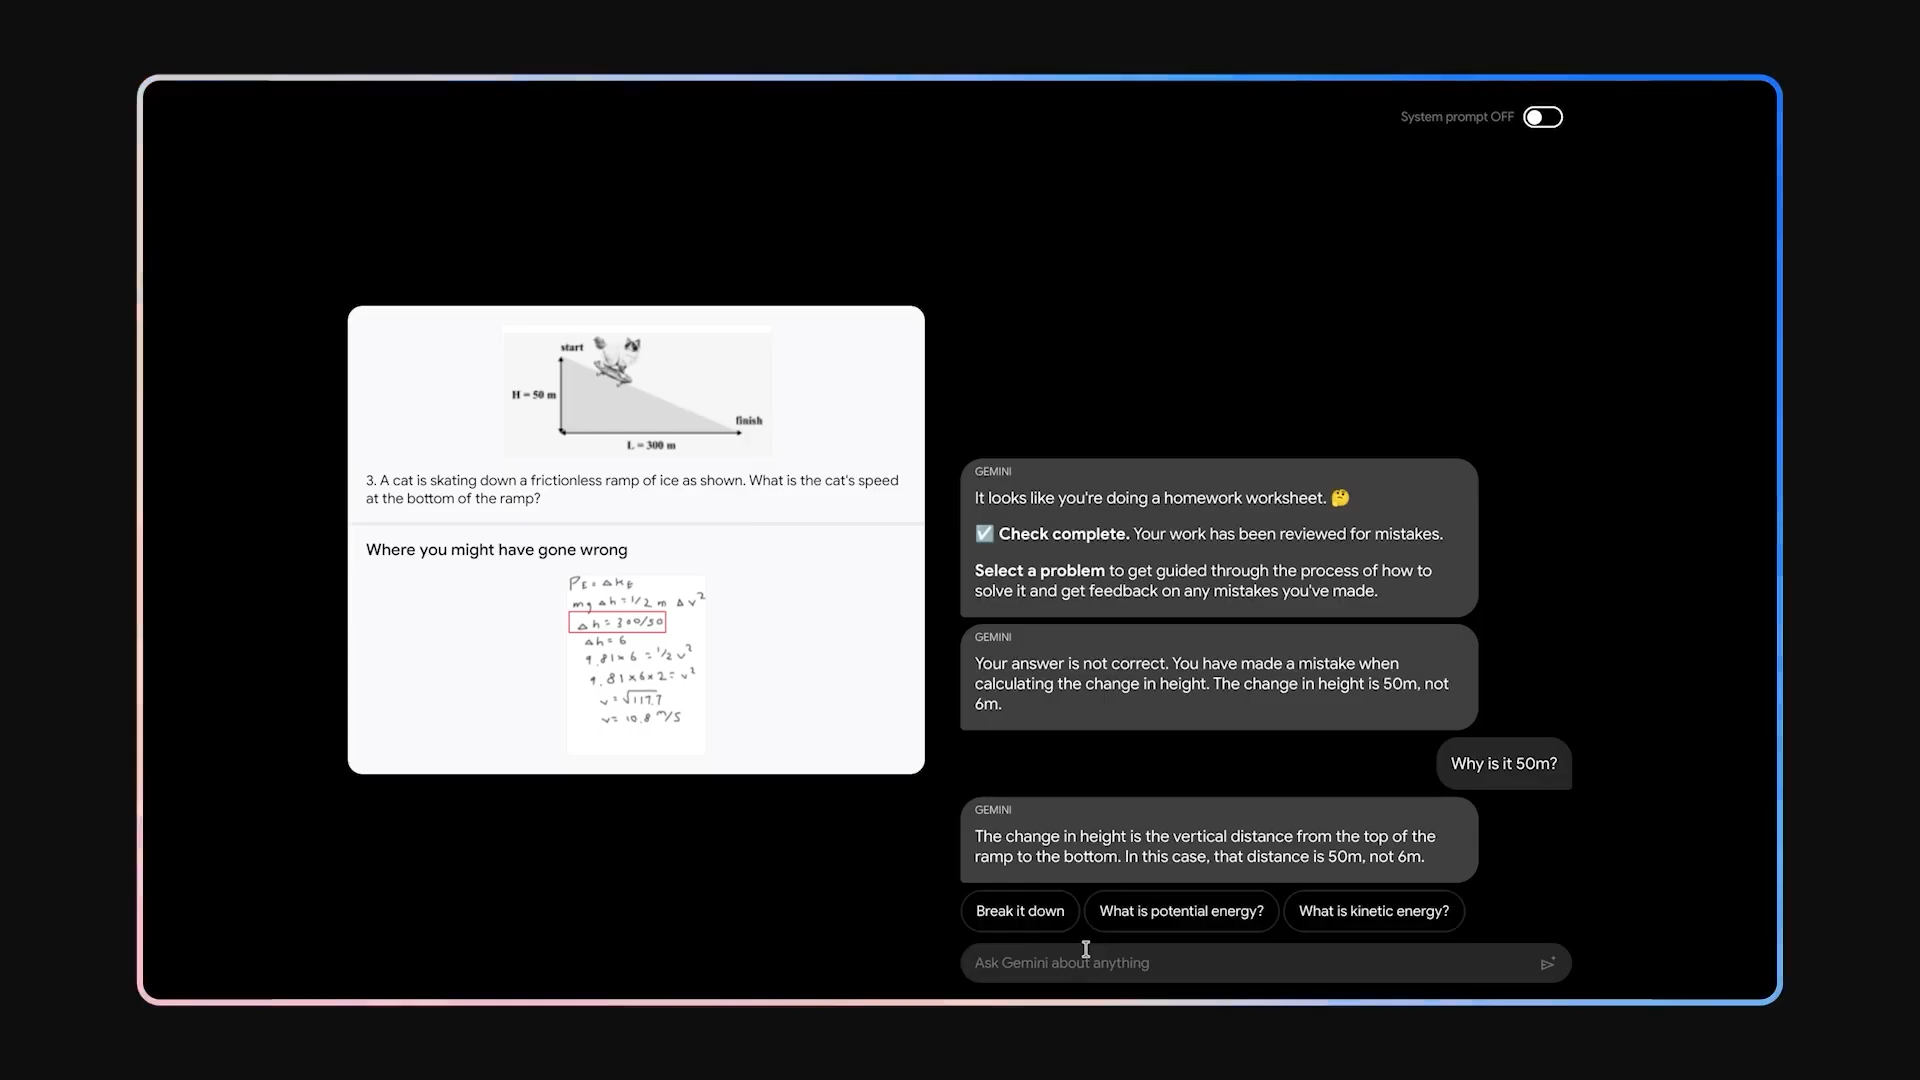 System prompt OFF
start
H = 50 m
finish
L = 300 m
3. A cat is skating down a frictionless ramp of ice as shown. What is the cat's speed
at the bottom of the ramp?
Where you might have gone wrong
PE = ΔKE
mg Δh = 1/2 m Δv²
Δh = 300/50
Δh = 6
9.81×6 = 1/2 v²
9.81×6×2 = v²
v = √117.7
v = 10.8 m/s
GEMINI
It looks like you're doing a homework worksheet. 🤔
☑️ Check complete. Your work has been reviewed for mistakes.
Select a problem to get guided through the process of how to
solve it and get feedback on any mistakes you've made.
GEMINI
Your answer is not correct. You have made a mistake when
calculating the change in height. The change in height is 50m, not
6m.
Why is it 50m?
GEMINI
The change in height is the vertical distance from the top of the
ramp to the bottom. In this case, that distance is 50m, not 6m.
Break it down
What is potential energy?
What is kinetic energy?
Ask Gemini about anything